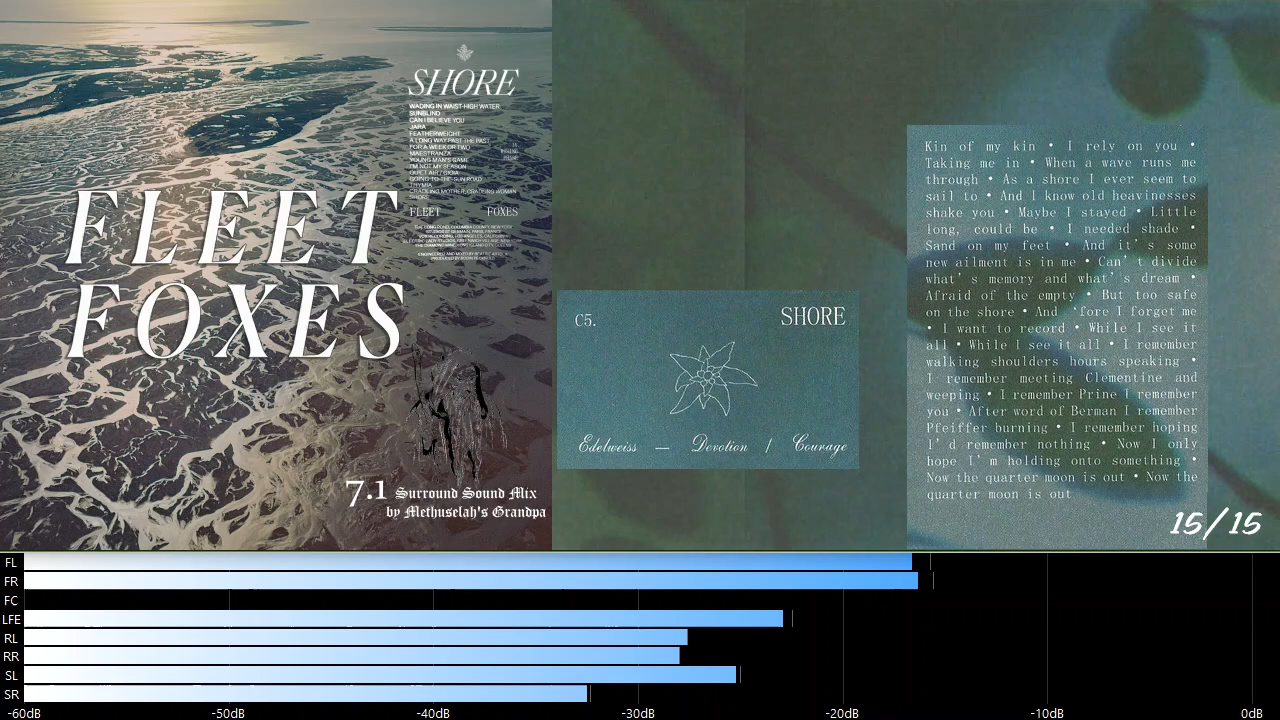 SHORE
WADING IN WAIST-HIGH WATER
SUNBLIND
CAN I BELIEVE YOU
JARA
FEATHERWEIGHT
A LONG WAY PAST THE PAST
FOR A WEEK OR TWO
MAESTRANZA
YOUNG MAN'S GAME
I'M NOT MY SEASON
QUIET AIR / GIOIA
GOING-TO-THE-SUN ROAD
THYMIA
CRADLING MOTHER, CRADLING WOMAN
SHORE
FLEET FOXES
FLEET
FOXES
7.1 Surround Sound Mix
by Methuselah's Grandpa
C5. SHORE
Edelweiss — Devotion / Courage
Kin of my kin • I rely on you •
Taking me in • When a wave runs me
through • As a shore I ever seem to
sail to • And I know old heavinesses
shake you • Maybe I stayed • Little
long, could be • I needed shade •
Sand on my feet • And it's some
new ailment is in me • Can't divide
what's memory and what's dream •
Afraid of the empty • But too safe
on the shore • And 'fore I forget me
• I want to record • While I see it
all • While I see it all • I remember
walking shoulders hours speaking •
I remember meeting Clementine and
weeping • I remember Prine I remember
you • After word of Berman I remember
Pfeiffer burning • I remember hoping
I'd remember nothing • Now I only
hope I'm holding onto something •
Now the quarter moon is out • Now the
quarter moon is out
15/15
FL
FR
FC
LFE
RL
RR
SL
SR
-60dB -50dB -40dB -30dB -20dB -10dB 0dB